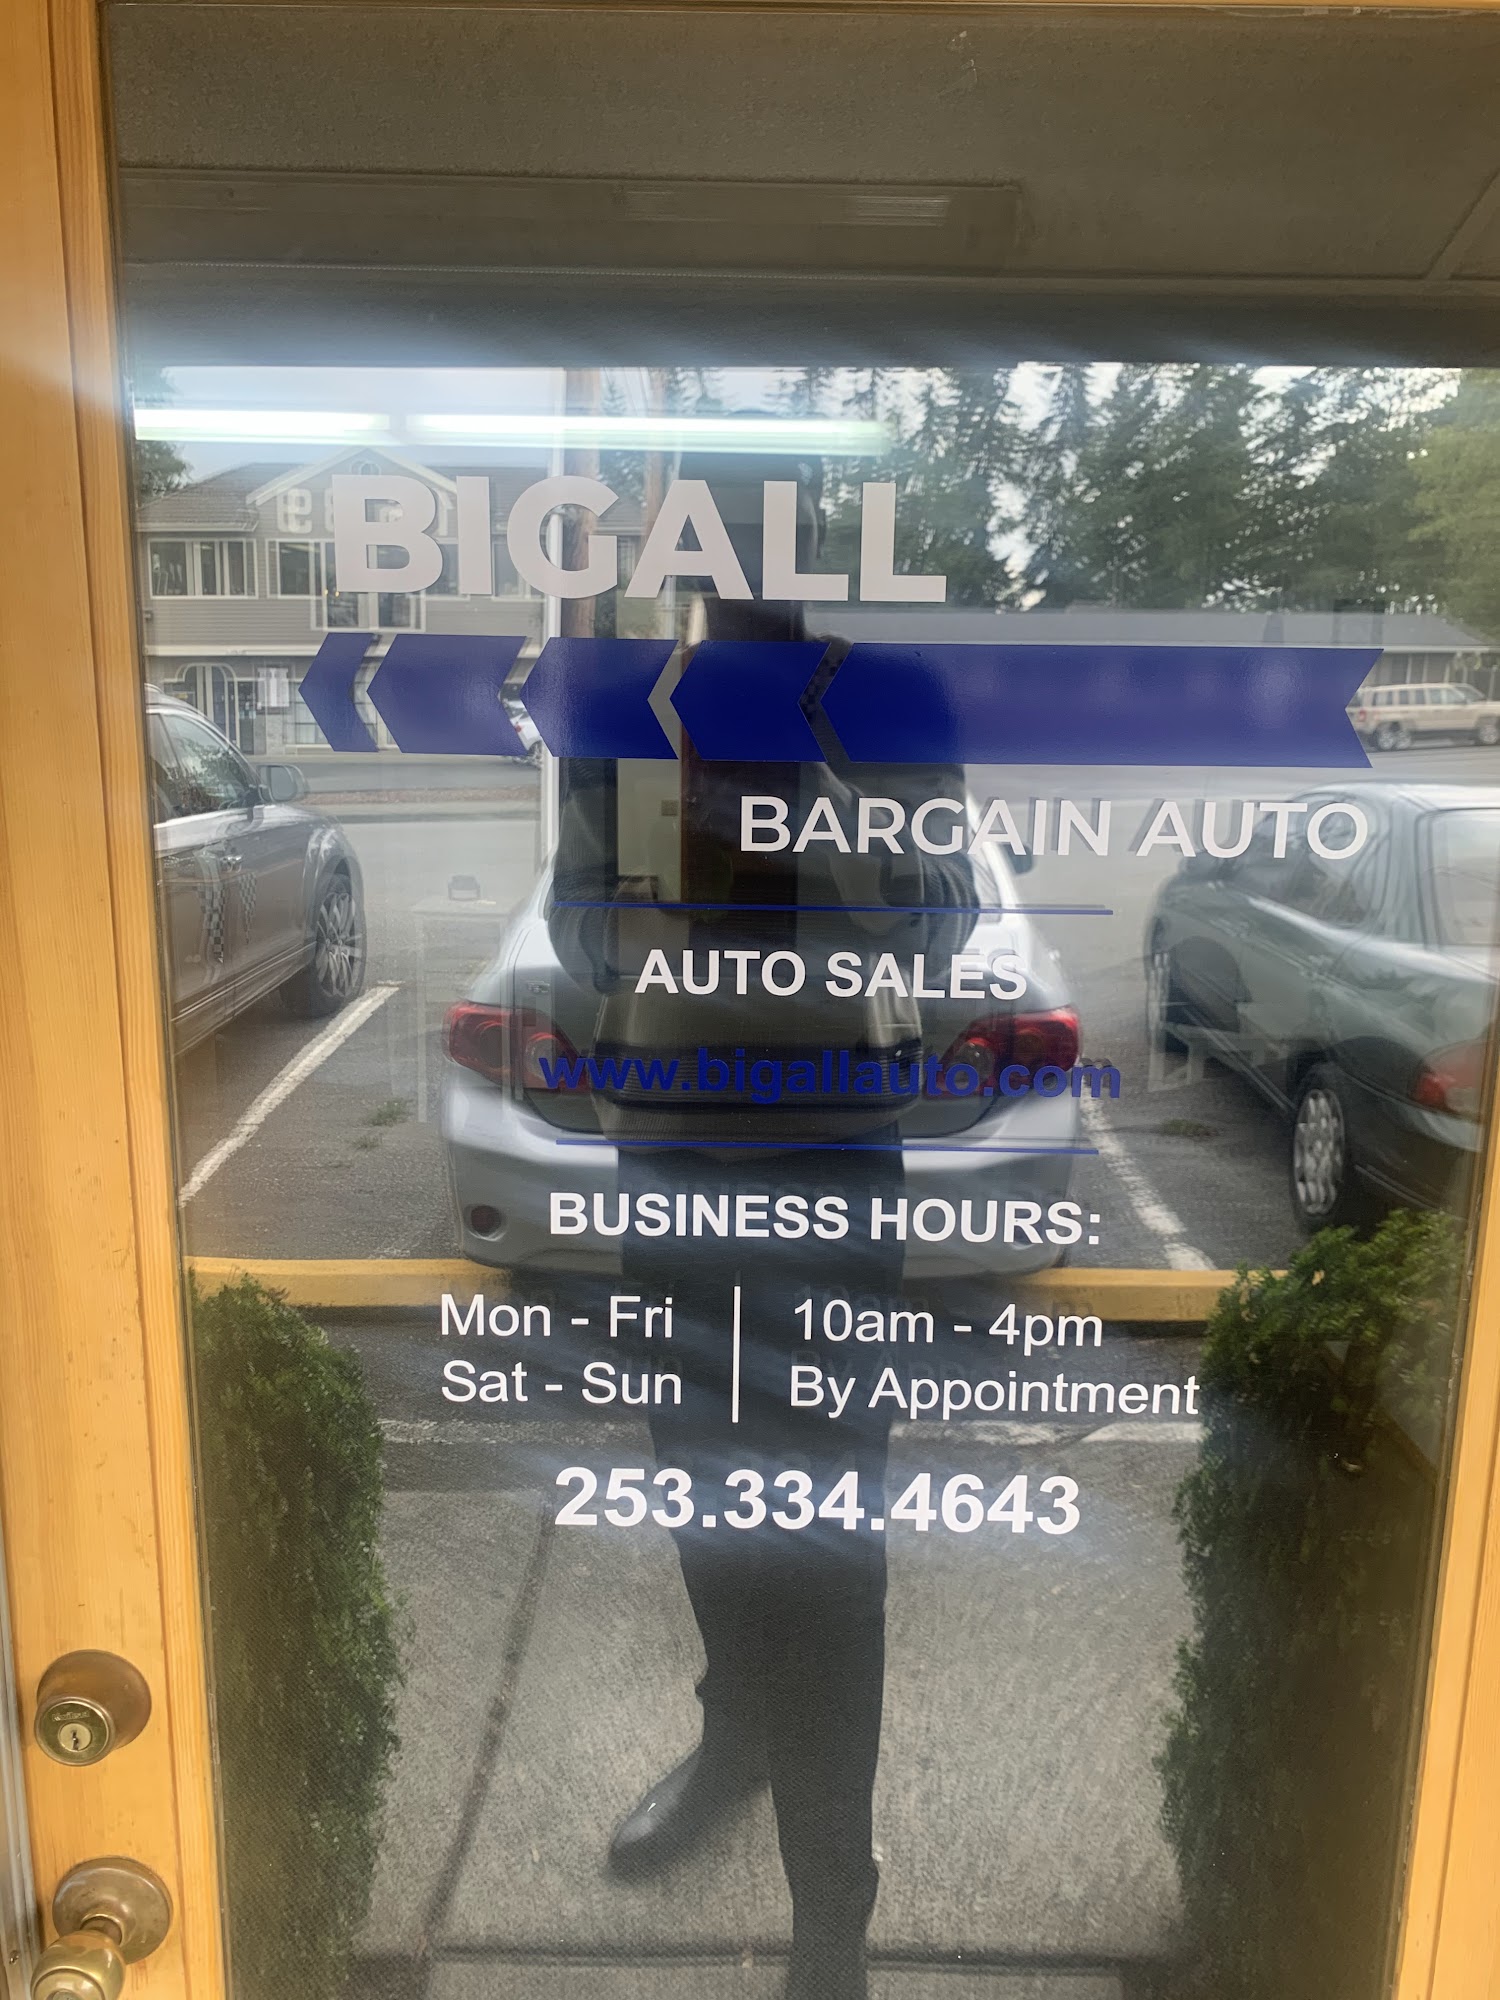 BIGALL
BARGAIN AUTO
AUTO SALES
www.bigallauto.com
BUSINESS HOURS:
Mon - Fri | 10am - 4pm
Sat - Sun | By Appointment
253.334.4643